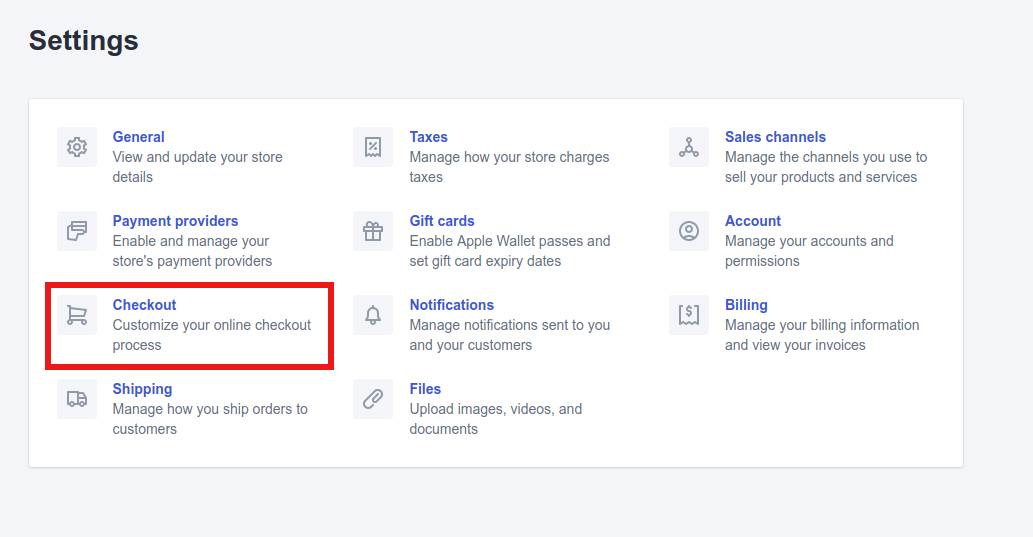 Settings
General
View and update your store
details
Taxes
Manage how your store charges
taxes
Sales channels
Manage the channels you use to
sell your products and services
Payment providers
Enable and manage your
store's payment providers
Gift cards
Enable Apple Wallet passes and
set gift card expiry dates
Account
Manage your accounts and
permissions
Checkout
Customize your online checkout
process
Notifications
Manage notifications sent to you
and your customers
Billing
Manage your billing information
and view your invoices
Shipping
Manage how you ship orders to
customers
Files
Upload images, videos, and
documents